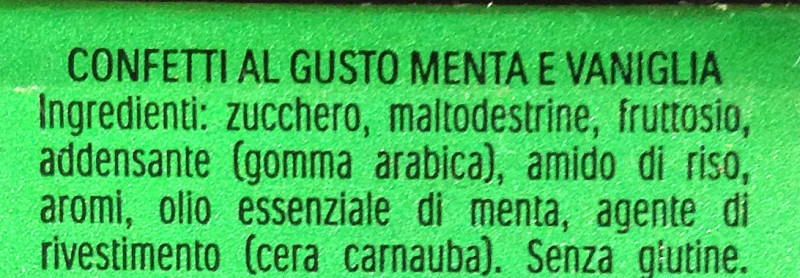 CONFETTI AL GUSTO MENTA E VANIGLIA
Ingredienti: zucchero, maltodestrine, fruttosio,
addensante (gomma arabica), amido di riso,
aromi, olio essenziale di menta, agente di
rivestimento (cera carnauba). Senza glutine.